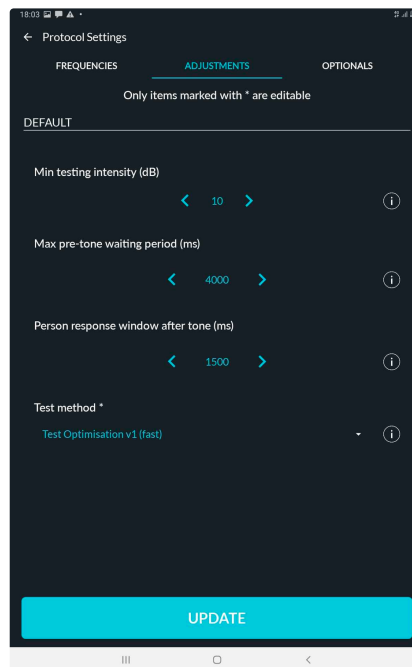 18:03
Protocol Settings
FREQUENCIES ADJUSTMENTS OPTIONALS
Only items marked with * are editable
DEFAULT
Min testing intensity (dB)
10
Max pre-tone waiting period (ms)
4000
Person response window after tone (ms)
1500
Test method *
Test Optimisation v1 (fast)
UPDATE